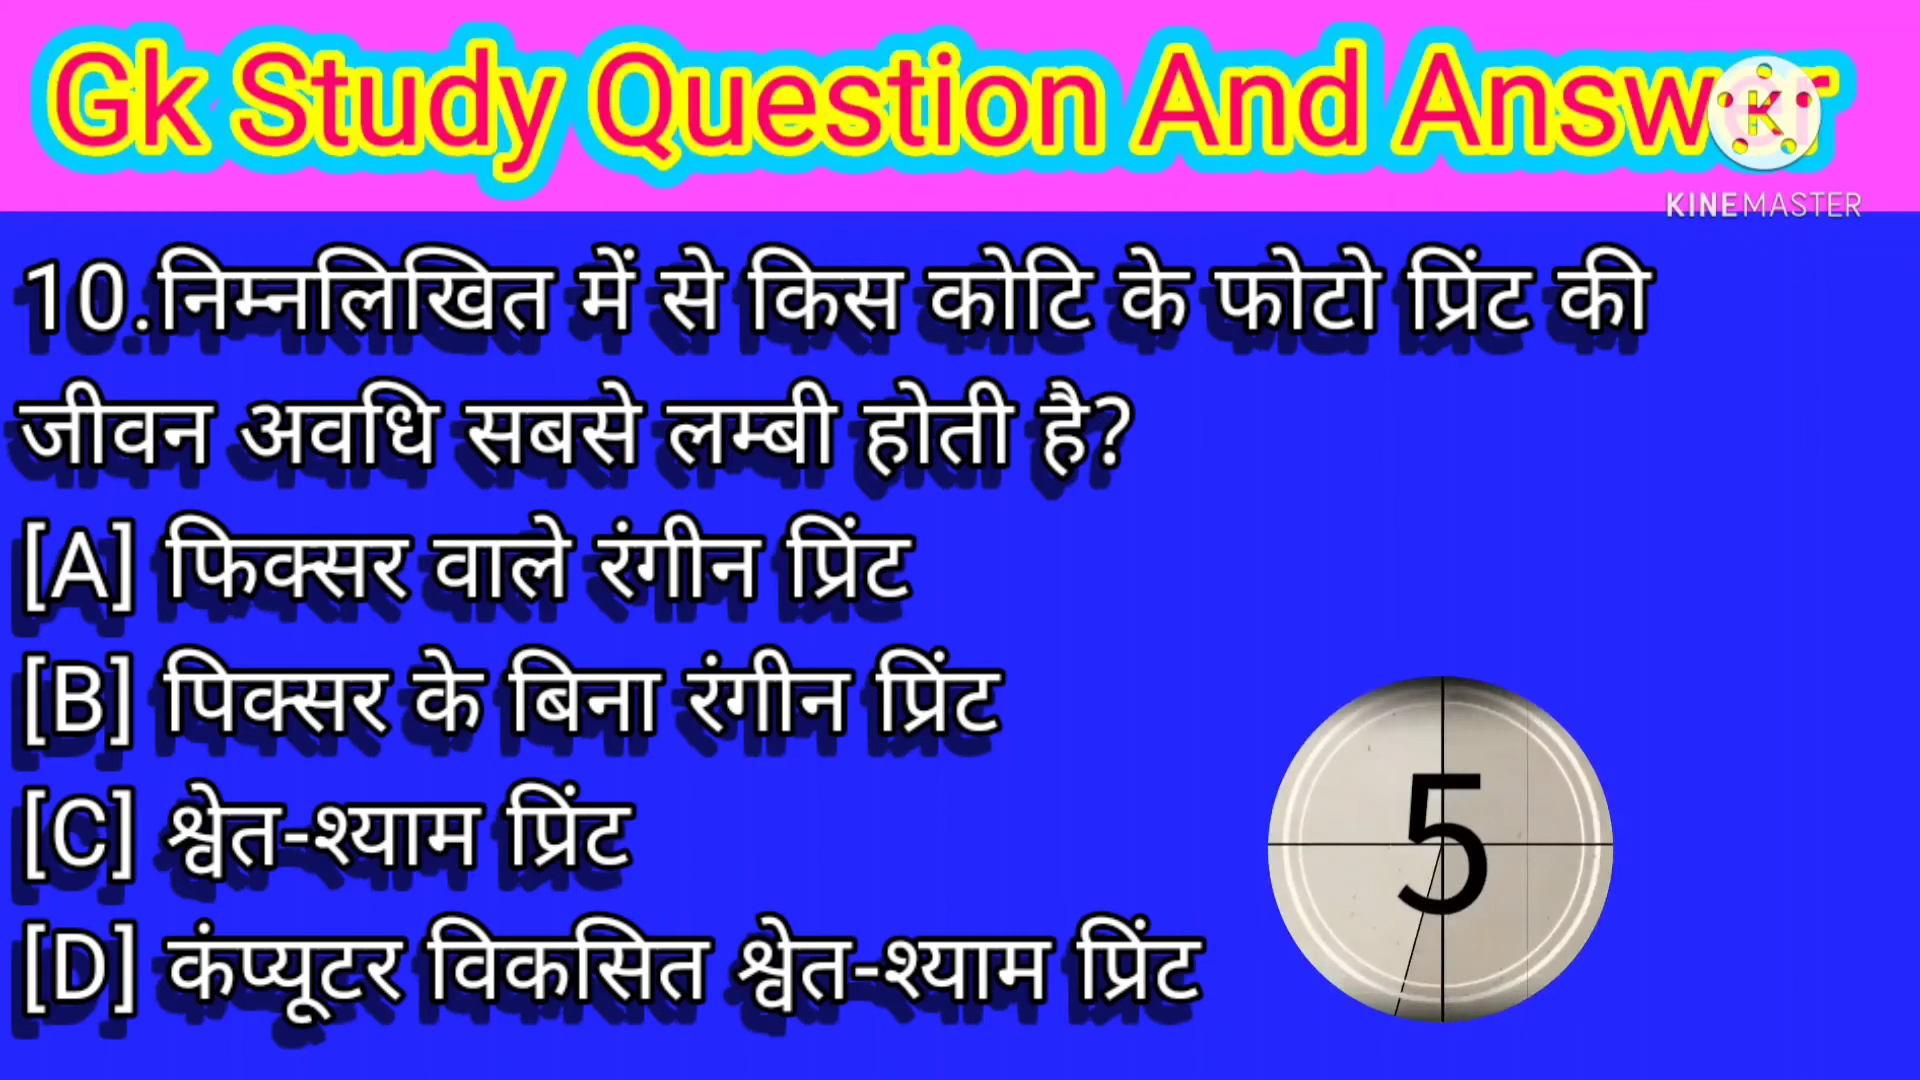 Gk Study Question And Answer
KINEMASTER
10.निम्नलिखित में से किस कोटि के फोटो प्रिंट की
जीवन अवधि सबसे लम्बी होती है?
[A] फिक्सर वाले रंगीन प्रिंट
[B] पिक्सर के बिना रंगीन प्रिंट
[C] श्वेत-श्याम प्रिंट
[D] कंप्यूटर विकसित श्वेत-श्याम प्रिंट
5